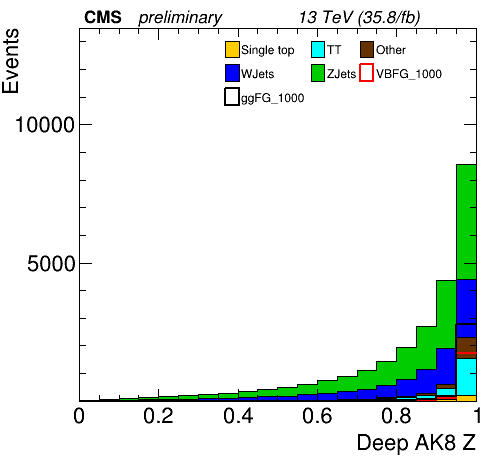 CMS preliminary 13 TeV (35.8/fb)
Events
Single top TT Other
WJets ZJets VBFG_1000
ggFG_1000
10000
5000
0 0.2 0.4 0.6 0.8 1
Deep AK8 Z